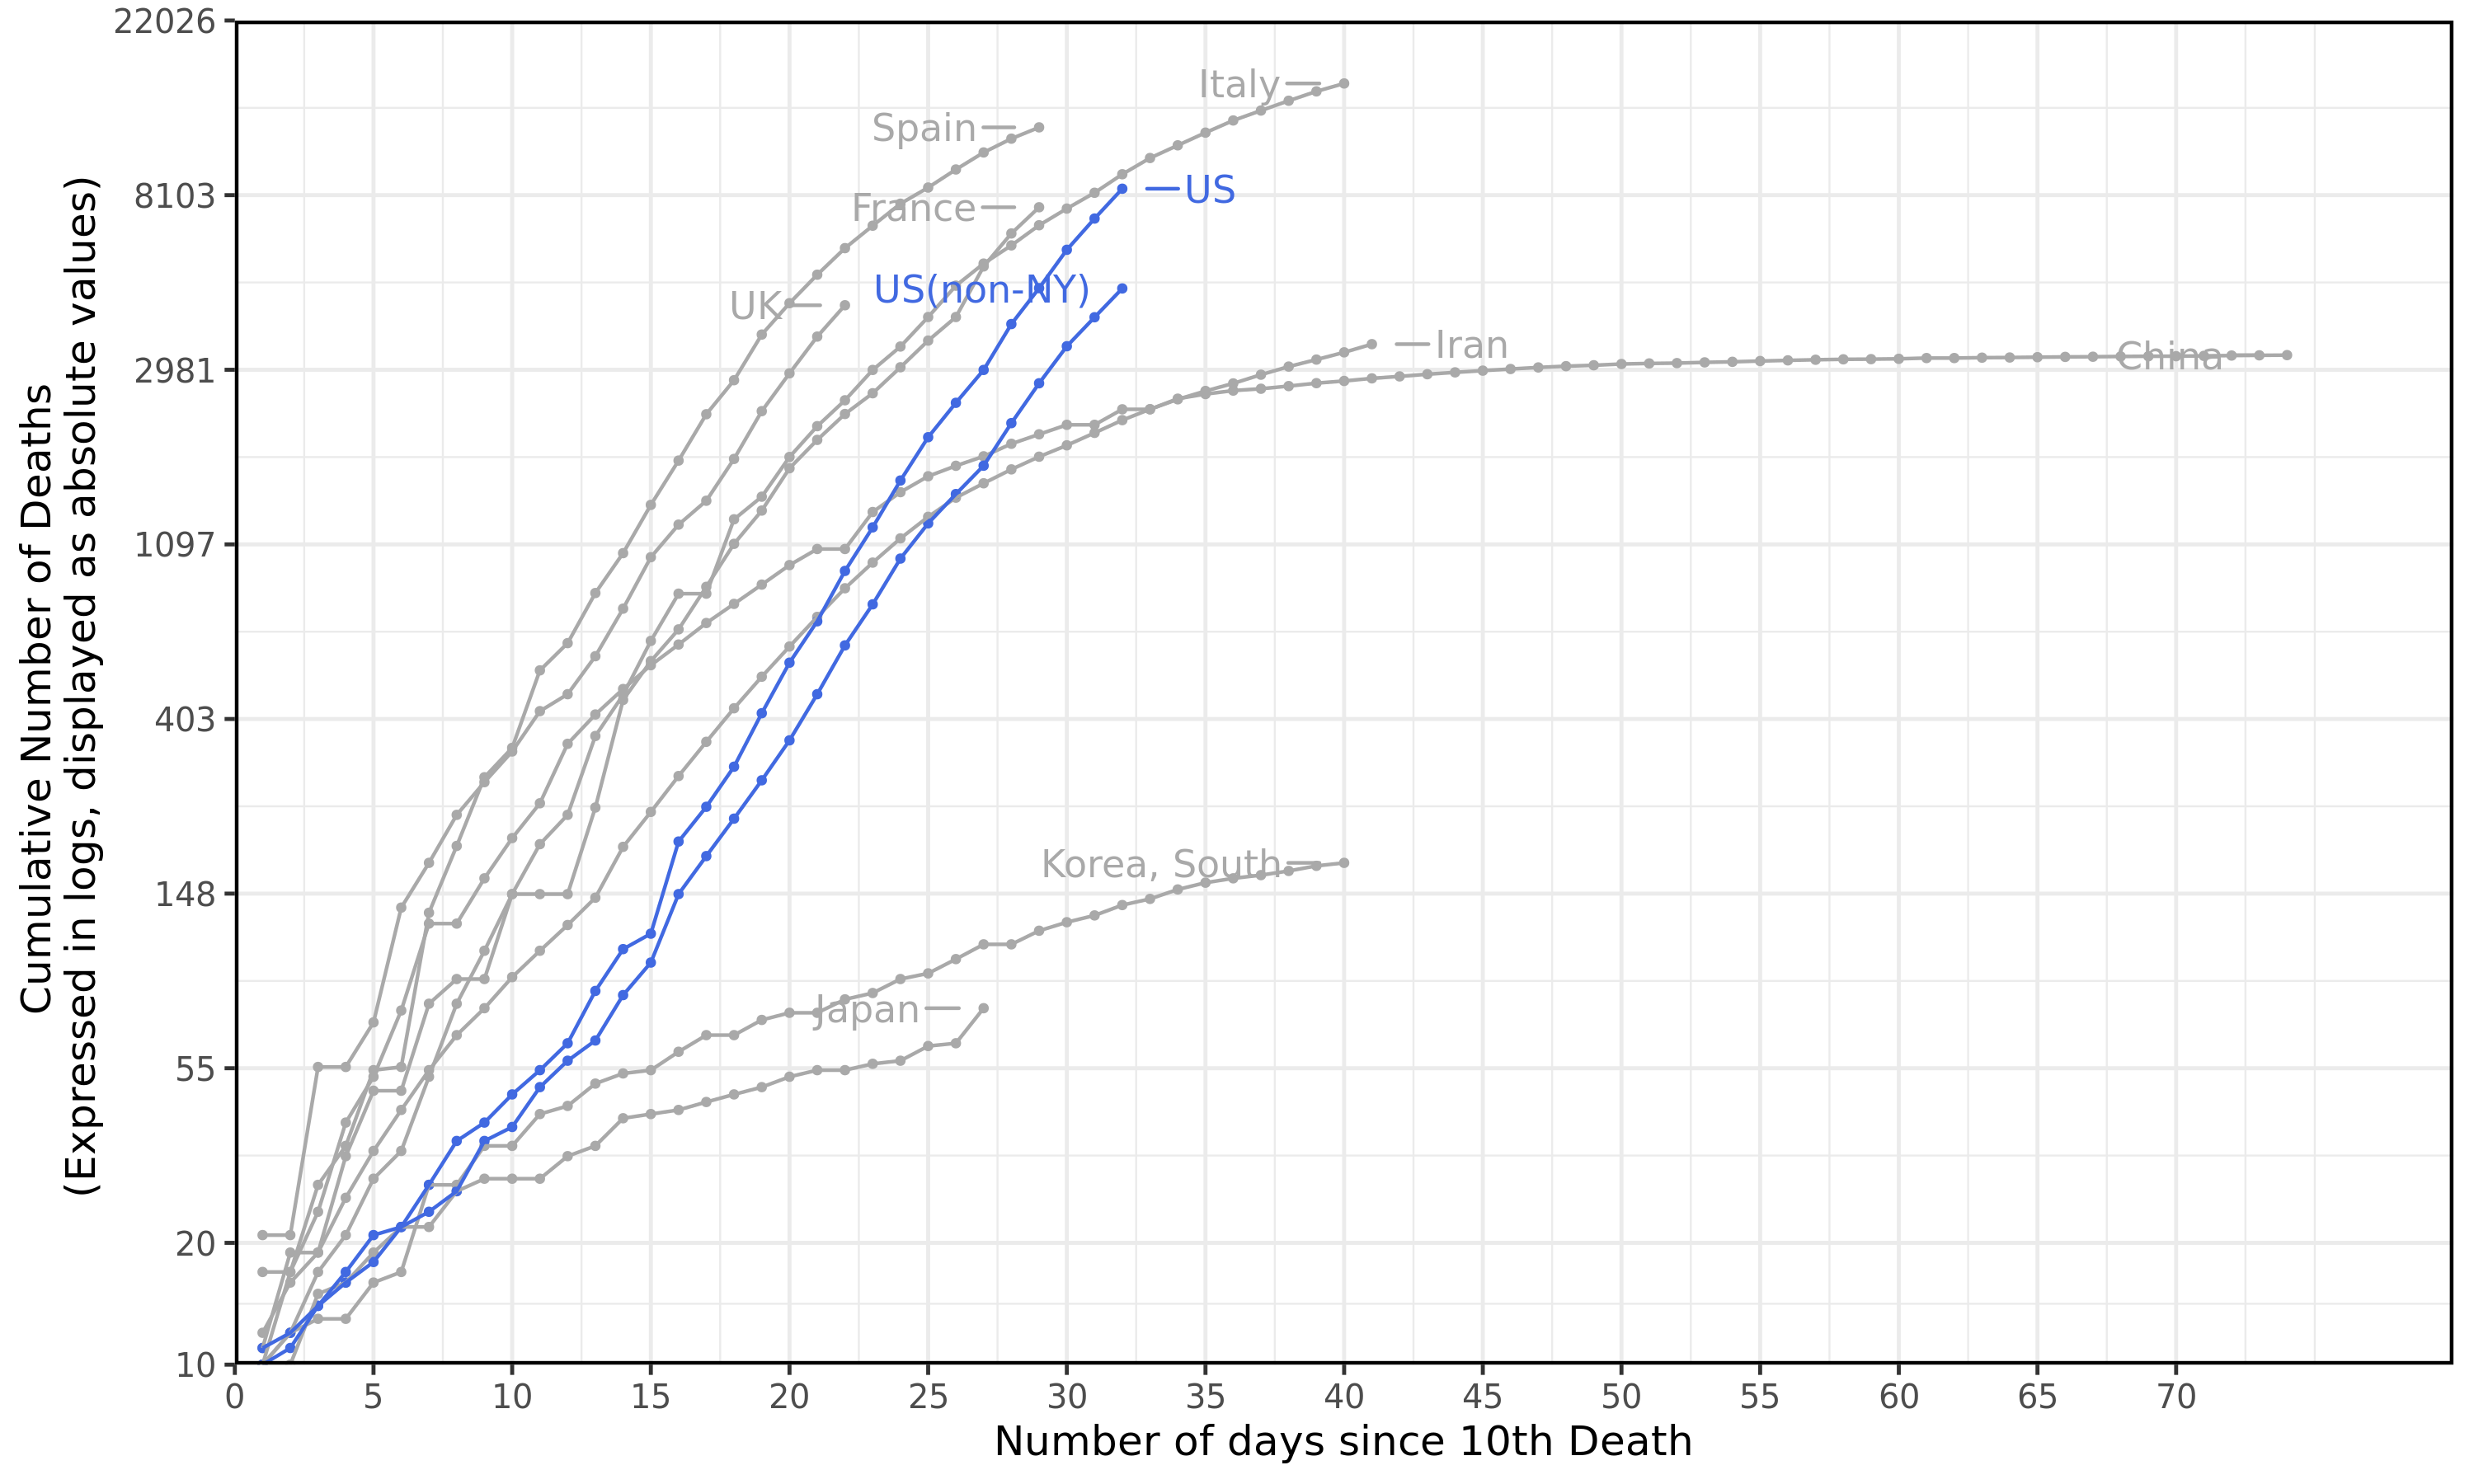 Cumulative Number of Deaths
(Expressed in logs, displayed as absolute values)
22026
8103
2981
1097
403
148
55
20
10
Italy
Spain
US
France
US(non-NY)
UK
Iran
China
Korea, South
Japan
0 5 10 15 20 25 30 35 40 45 50 55 60 65 70
Number of days since 10th Death